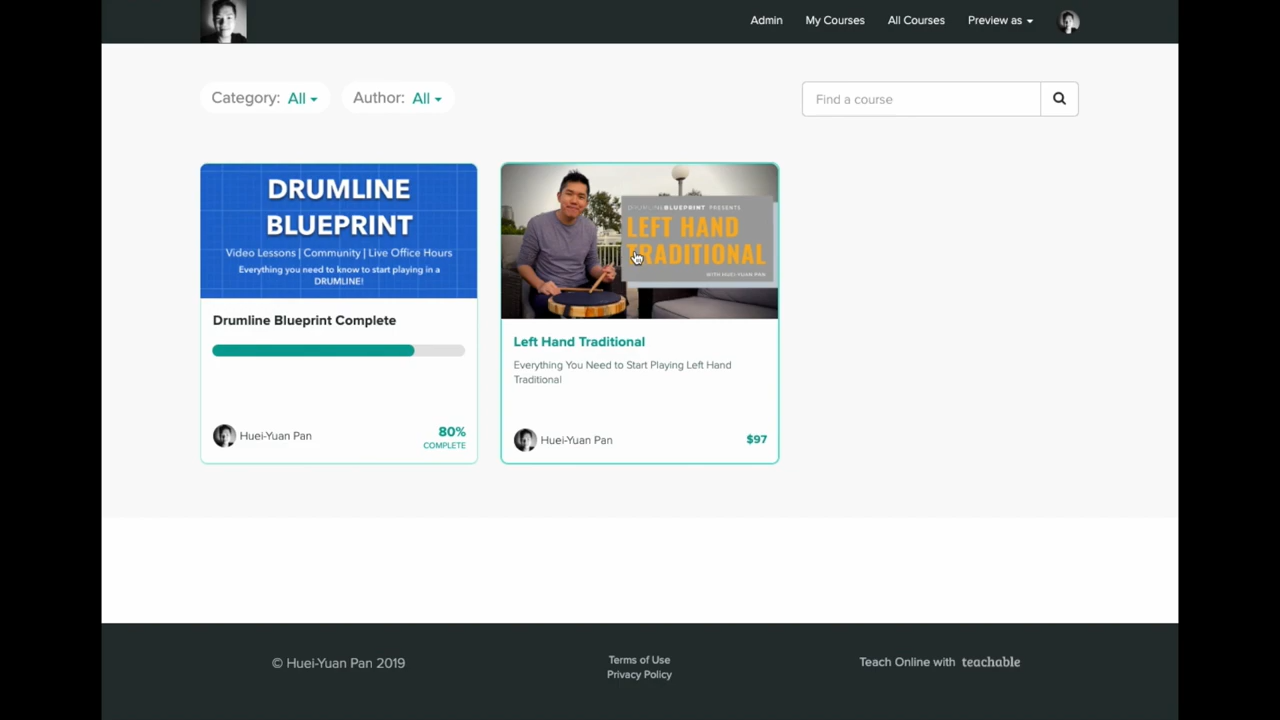 Admin
My Courses
All Courses
Preview as
Category: All
Author: All
Find a course
DRUMLINE
BLUEPRINT
Video Lessons | Community | Live Office Hours
Everything you need to know to start playing in a
DRUMLINE!
Drumline Blueprint Complete
Huei-Yuan Pan
80%
COMPLETE
DRUMLINEBLUEPRINT PRESENTS
LEFT HAND
TRADITIONAL
WITH HUEI-YUAN PAN
Left Hand Traditional
Everything You Need to Start Playing Left Hand
Traditional
Huei-Yuan Pan
$97
© Huei-Yuan Pan 2019
Terms of Use
Privacy Policy
Teach Online with teachable